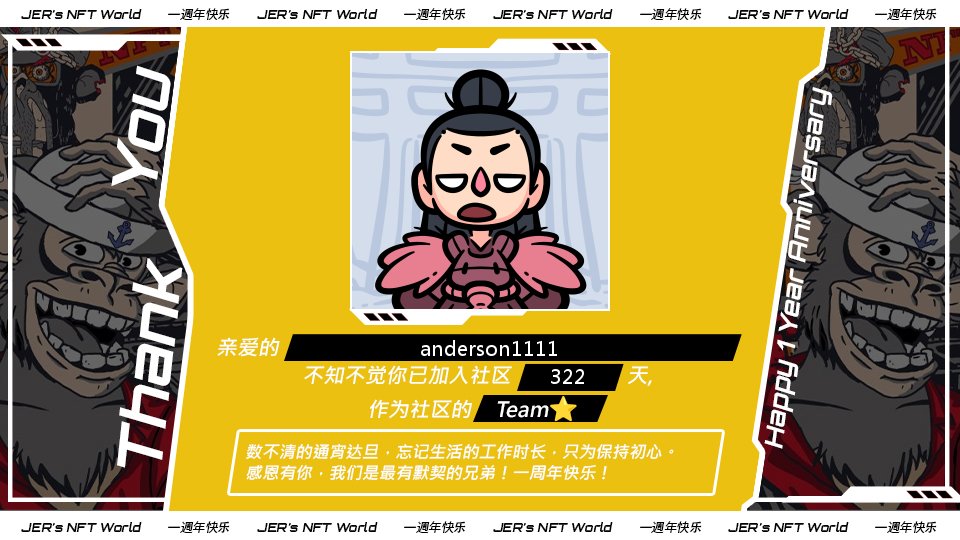 JER's NFT World 一週年快乐 JER's NFT World 一週年快乐 JER's NFT World 一週年快乐 JER's NFT World 一週年快乐
Thank You
亲爱的 anderson1111
不知不觉你已加入社区 322 天,
作为社区的 Team⭐
数不清的通宵达旦，忘记生活的工作时长，只为保持初心。
感恩有你，我们是最有默契的兄弟！一周年快乐！
Happy 1 Year Anniversary
JER's NFT World 一週年快乐 JER's NFT World 一週年快乐 JER's NFT World 一週年快乐 JER's NFT World 一週年快乐